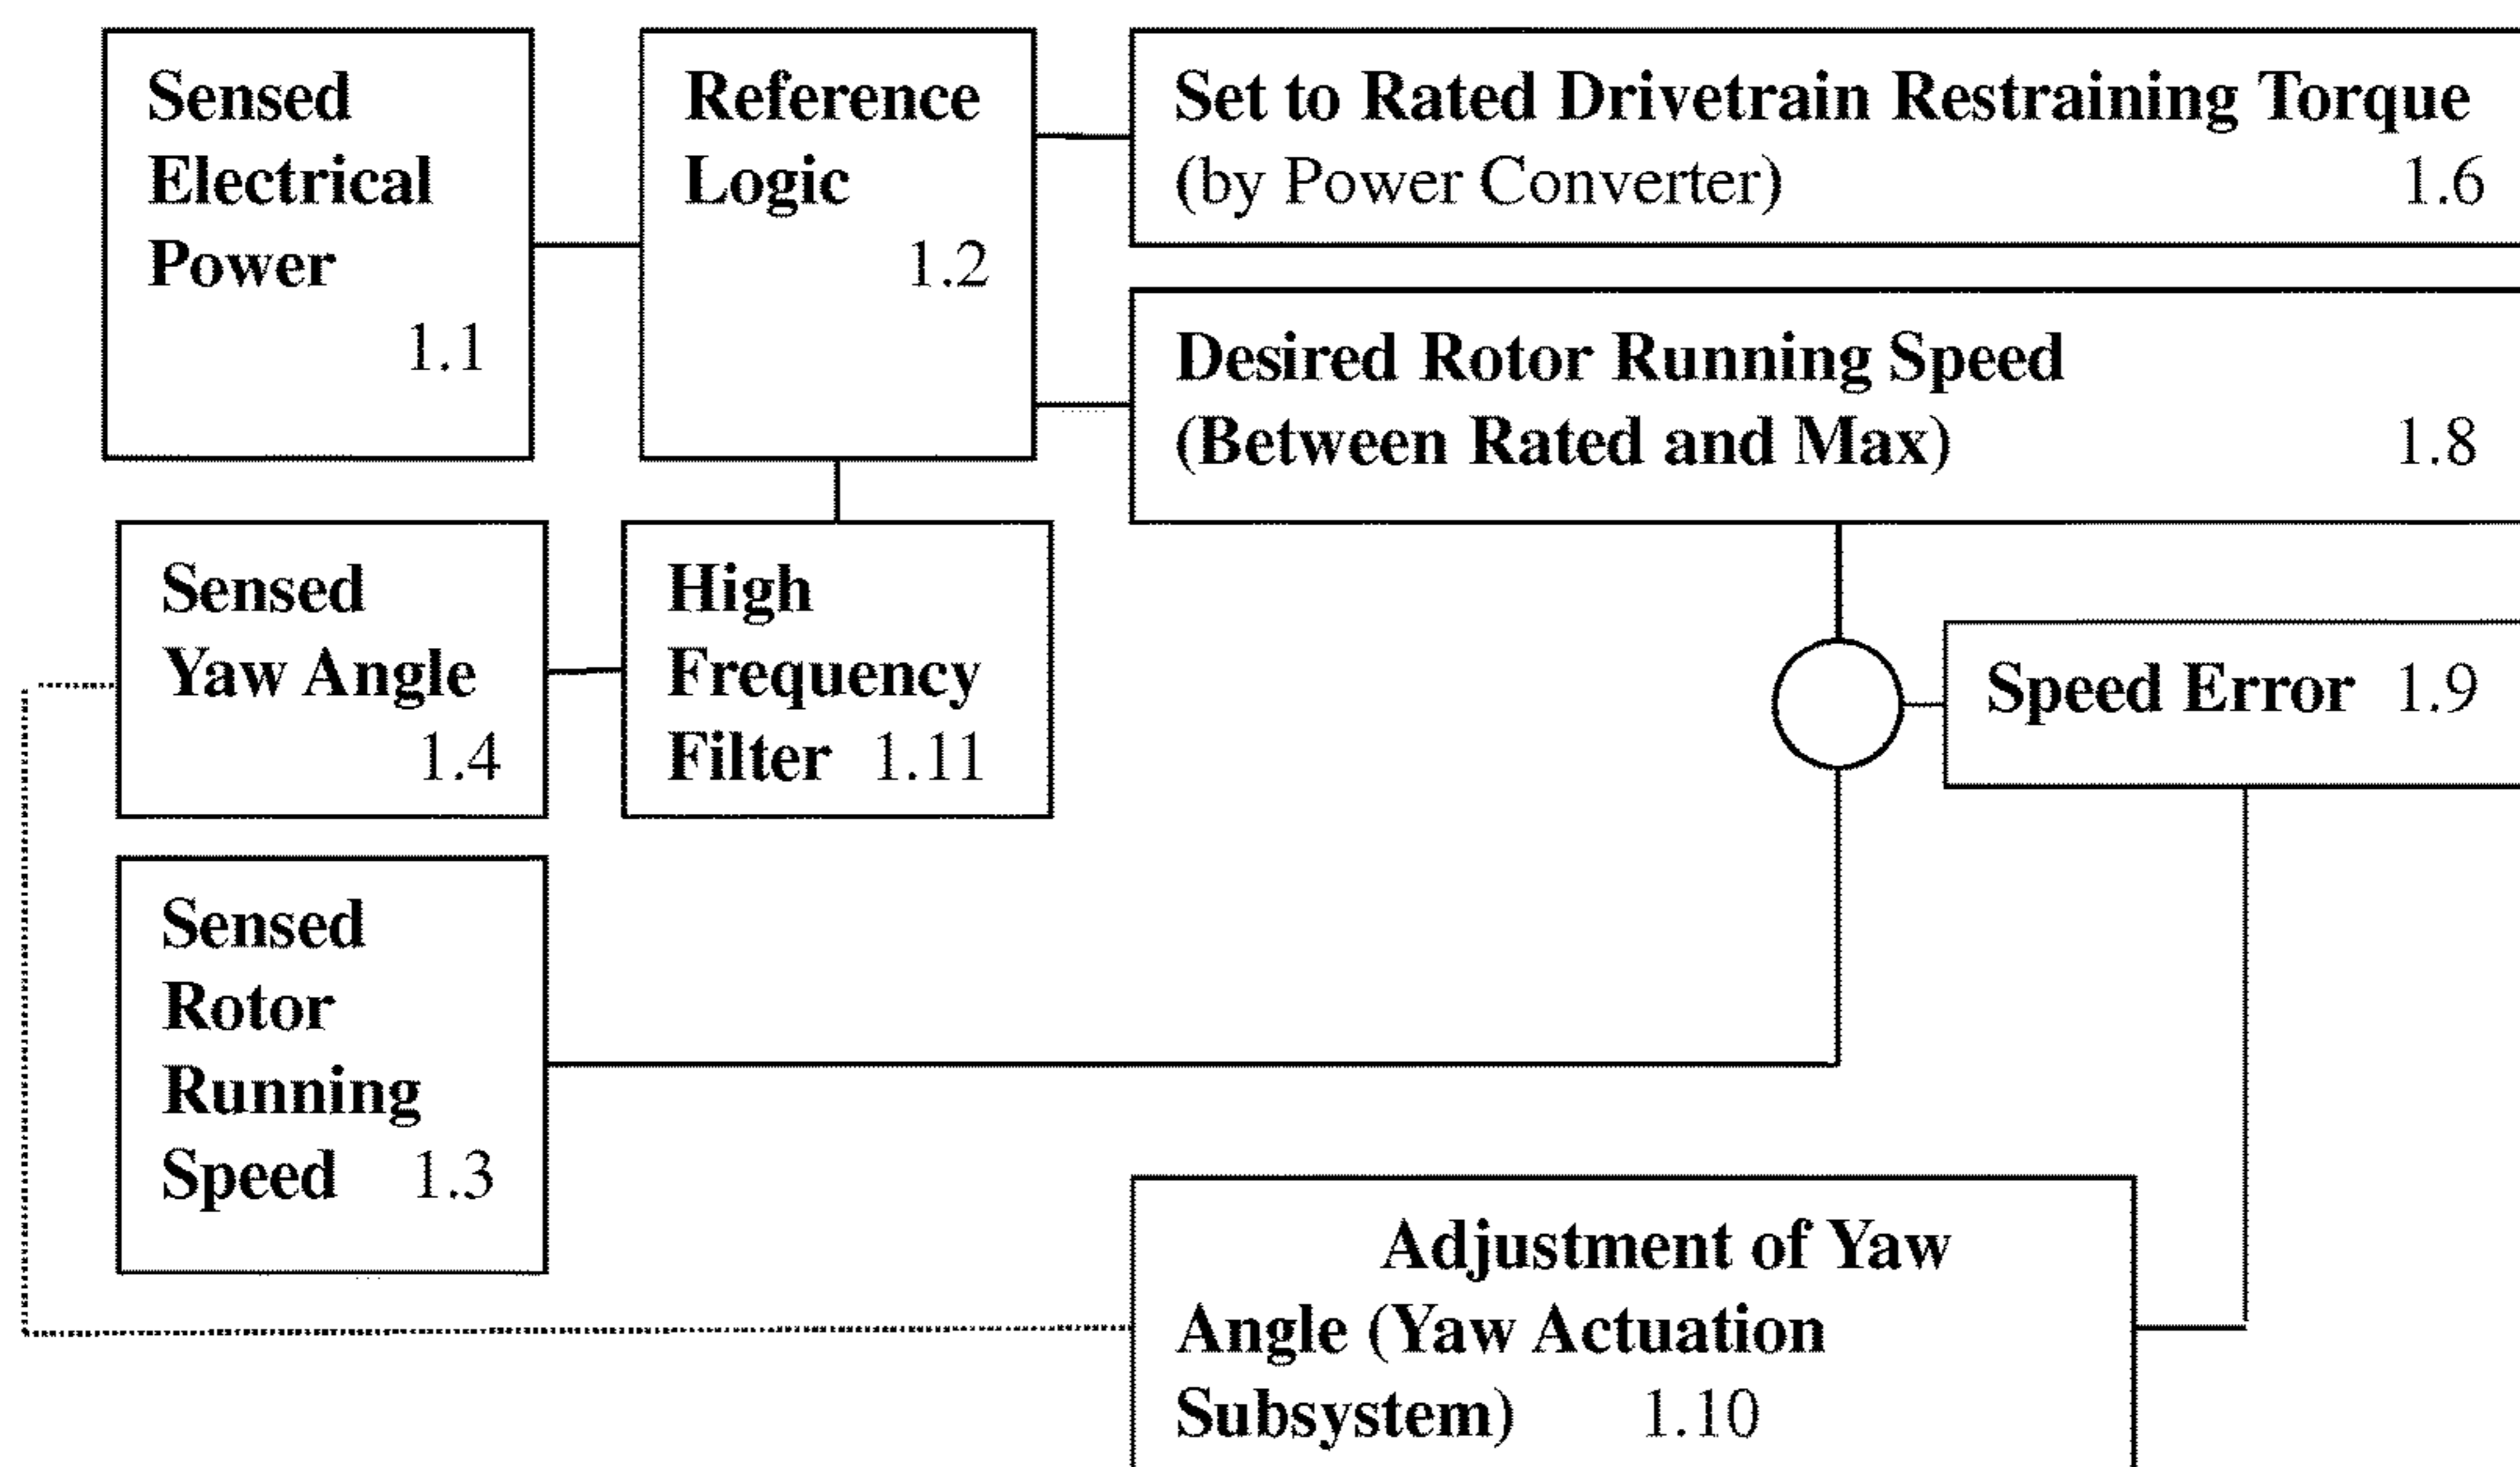 Sensed
Electrical
Power
1.1
Reference
Logic
1.2
Set to Rated Drivetrain Restraining Torque
(by Power Converter) 1.6
Desired Rotor Running Speed
(Between Rated and Max) 1.8
Sensed
Yaw Angle
1.4
High
Frequency
Filter 1.11
Speed Error 1.9
Sensed
Rotor
Running
Speed 1.3
Adjustment of Yaw
Angle (Yaw Actuation
Subsystem) 1.10